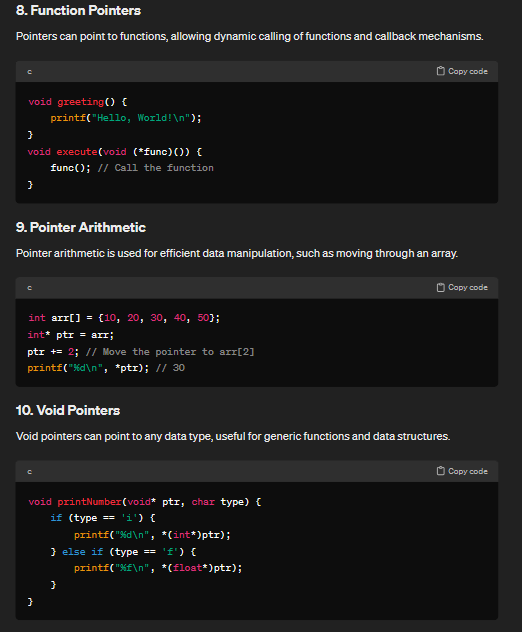 8. Function Pointers
Pointers can point to functions, allowing dynamic calling of functions and callback mechanisms.
c
Copy code
void greeting() {
    printf("Hello, World!\n");
}
void execute(void (*func)()) {
    func(); // Call the function
}
9. Pointer Arithmetic
Pointer arithmetic is used for efficient data manipulation, such as moving through an array.
c
Copy code
int arr[] = {10, 20, 30, 40, 50};
int* ptr = arr;
ptr += 2; // Move the pointer to arr[2]
printf("%d\n", *ptr); // 30
10. Void Pointers
Void pointers can point to any data type, useful for generic functions and data structures.
c
Copy code
void printNumber(void* ptr, char type) {
    if (type == 'i') {
        printf("%d\n", *(int*)ptr);
    } else if (type == 'f') {
        printf("%f\n", *(float*)ptr);
    }
}